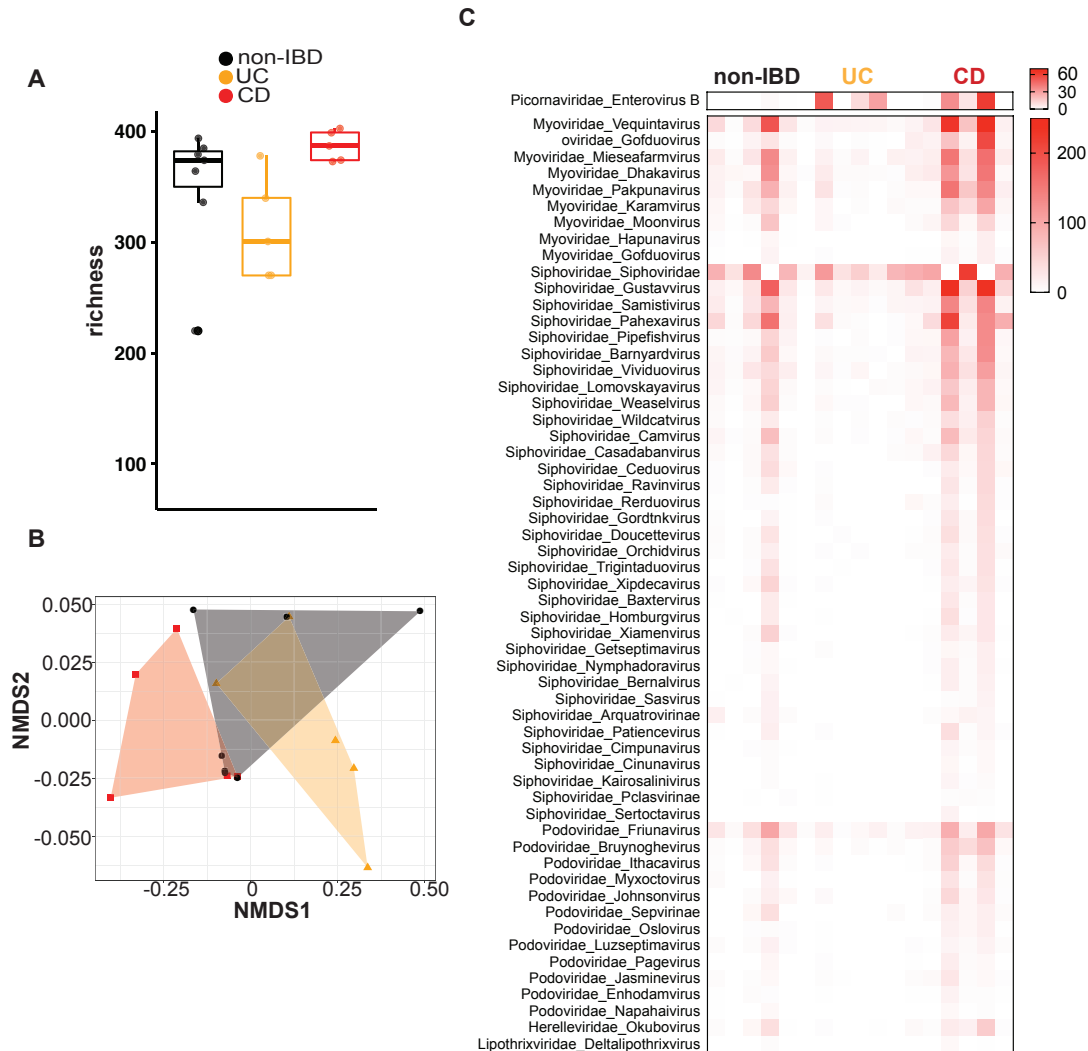 A
non-IBD
UC
CD
richness
400
300
200
100
B
NMDS2
0.050
0.025
0.000
-0.025
-0.050
-0.25
0
0.25
0.50
NMDS1
C
non-IBD UC CD
60
30
0
Picornaviridae_Enterovirus B
200
100
0
Myoviridae_Vequintavirus
oviridae_Gofduovirus
Myoviridae_Mieseafarmvirus
Myoviridae_Dhakavirus
Myoviridae_Pakpunavirus
Myoviridae_Karamvirus
Myoviridae_Moonvirus
Myoviridae_Hapunavirus
Myoviridae_Gofduovirus
Siphoviridae_Siphoviridae
Siphoviridae_Gustavvirus
Siphoviridae_Samistivirus
Siphoviridae_Pahexavirus
Siphoviridae_Pipefishvirus
Siphoviridae_Barnyardvirus
Siphoviridae_Vividuovirus
Siphoviridae_Lomovskayavirus
Siphoviridae_Weaselvirus
Siphoviridae_Wildcatvirus
Siphoviridae_Camvirus
Siphoviridae_Casadabanvirus
Siphoviridae_Ceduovirus
Siphoviridae_Ravinvirus
Siphoviridae_Rerduovirus
Siphoviridae_Gordtnkvirus
Siphoviridae_Doucettevirus
Siphoviridae_Orchidvirus
Siphoviridae_Trigintaduovirus
Siphoviridae_Xipdecavirus
Siphoviridae_Baxtervirus
Siphoviridae_Homburgvirus
Siphoviridae_Xiamenvirus
Siphoviridae_Getseptimavirus
Siphoviridae_Nymphadoravirus
Siphoviridae_Bernalvirus
Siphoviridae_Sasvirus
Siphoviridae_Arquatrovirinae
Siphoviridae_Patiencevirus
Siphoviridae_Cimpunavirus
Siphoviridae_Cinunavirus
Siphoviridae_Kairosalinivirus
Siphoviridae_Pclasvirinae
Siphoviridae_Sertoctavirus
Podoviridae_Friunavirus
Podoviridae_Bruynoghevirus
Podoviridae_Ithacavirus
Podoviridae_Myxoctovirus
Podoviridae_Johnsonvirus
Podoviridae_Sepvirinae
Podoviridae_Oslovirus
Podoviridae_Luzseptimavirus
Podoviridae_Pagevirus
Podoviridae_Jasminevirus
Podoviridae_Enhodamvirus
Podoviridae_Napahaivirus
Herelleviridae_Okubovirus
Lipothrixviridae_Deltalipothrixvirus